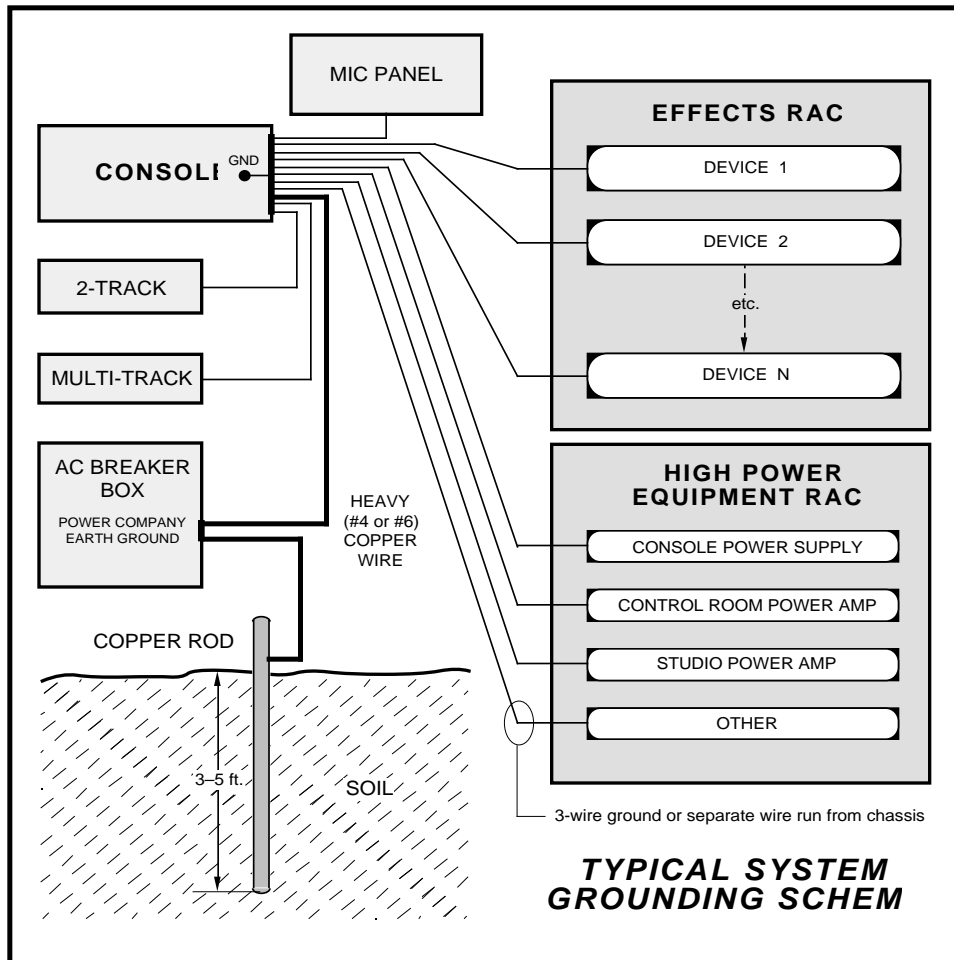 MIC PANEL
CONSOLE
GND
2-TRACK
MULTI-TRACK
AC BREAKER
BOX
POWER COMPANY
EARTH GROUND
HEAVY
(#4 or #6)
COPPER
WIRE
COPPER ROD
3–5 ft.
SOIL
EFFECTS RAC
DEVICE 1
DEVICE 2
etc.
DEVICE N
HIGH POWER
EQUIPMENT RAC
CONSOLE POWER SUPPLY
CONTROL ROOM POWER AMP
STUDIO POWER AMP
OTHER
3-wire ground or separate wire run from chassis
TYPICAL SYSTEM
GROUNDING SCHEM